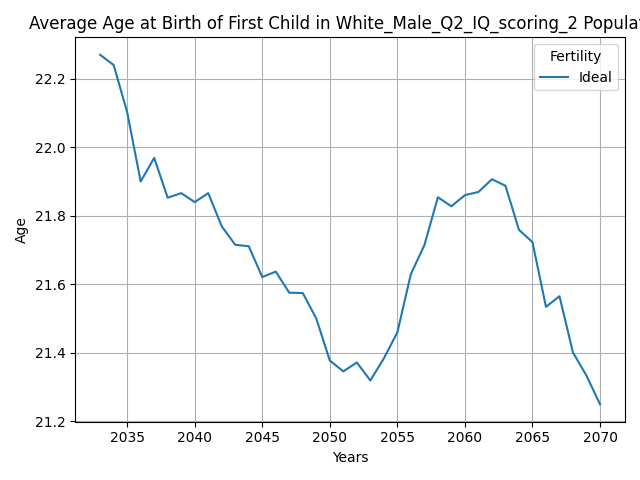 Average Age at Birth of First Child in White_Male_Q2_IQ_scoring_2 Popula
Fertility
Ideal
Age
22.2
22.0
21.8
21.6
21.4
21.2
2035 2040 2045 2050 2055 2060 2065 2070
Years